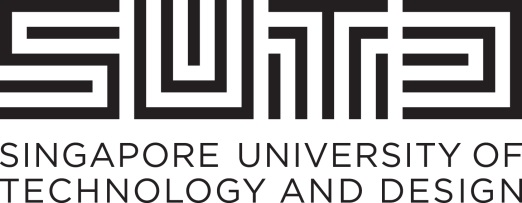 SUTD
SINGAPORE UNIVERSITY OF
TECHNOLOGY AND DESIGN